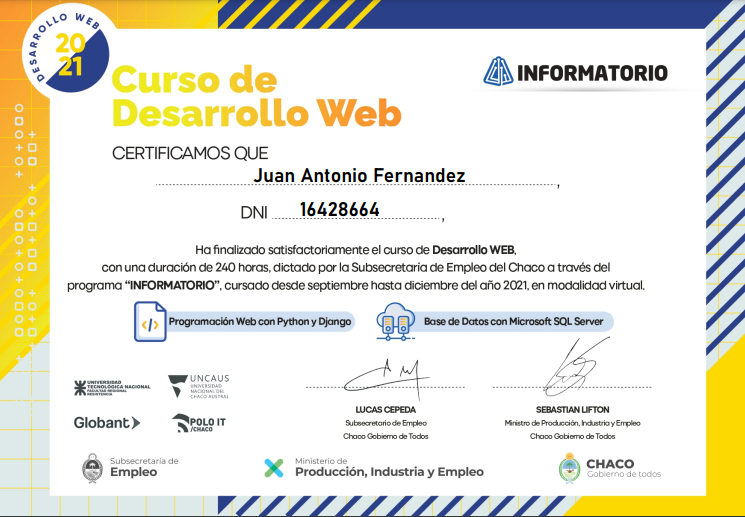 DESARROLLO WEB
20
21
Curso de
Desarrollo Web
INFORMATORIO
CERTIFICAMOS QUE
Juan Antonio Fernandez,
DNI 16428664,
Ha finalizado satisfactoriamente el curso de Desarrollo WEB,
con una duración de 240 horas, dictado por la Subsecretaría de Empleo del Chaco a través del
programa “INFORMATORIO”, cursado desde septiembre hasta diciembre del año 2021, en modalidad virtual.
</> Programación Web con Python y Django
Base de Datos con Microsoft SQL Server
UNIVERSIDAD
TECNOLÓGICA NACIONAL
FACULTAD REGIONAL
RESISTENCIA
UNCAUS
UNIVERSIDAD
NACIONAL DEL
CHACO AUSTRAL
Globant
POLO IT
/CHACO
LUCAS CEPEDA
Subsecretario de Empleo
Chaco Gobierno de Todos
SEBASTIAN LIFTON
Ministro de Producción, Industria y Empleo
Chaco Gobierno de Todos
Subsecretaría de
Empleo
Ministerio de
Producción, Industria y Empleo
CHACO
Gobierno de todos